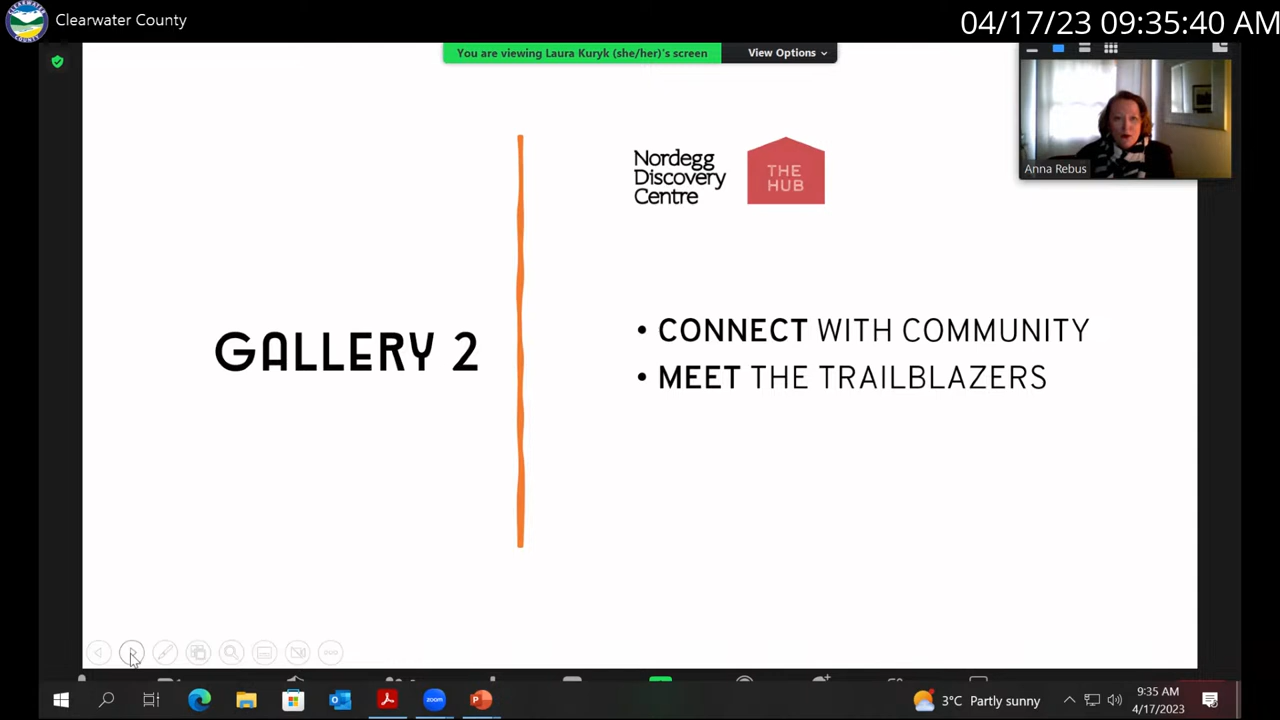 Clearwater County
04/17/23 09:35:40 AM
You are viewing Laura Kuryk (she/her)'s screen
View Options
Anna Rebus
Nordegg
Discovery
Centre
THE
HUB
GALLERY 2
• CONNECT WITH COMMUNITY
• MEET THE TRAILBLAZERS
3°C Partly sunny
9:35 AM
4/17/2023